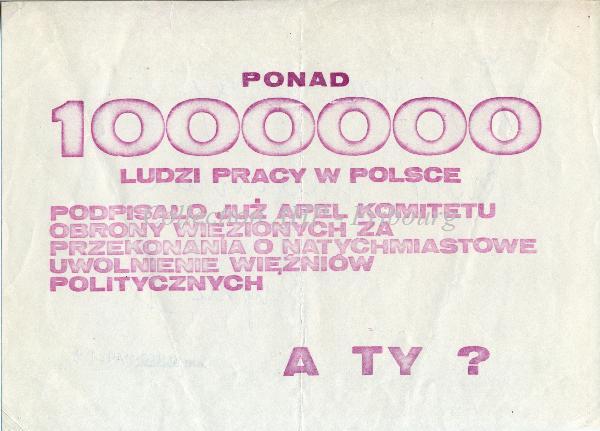 PONAD
1000000
LUDZI PRACY W POLSCE
PODPISAŁO JUŻ APEL KOMITETU
OBRONY WIĘZIONYCH ZA
PRZEKONANIA O NATYCHMIASTOWE
UWOLNIENIE WIĘŹNIÓW
POLITYCZNYCH
A TY ?